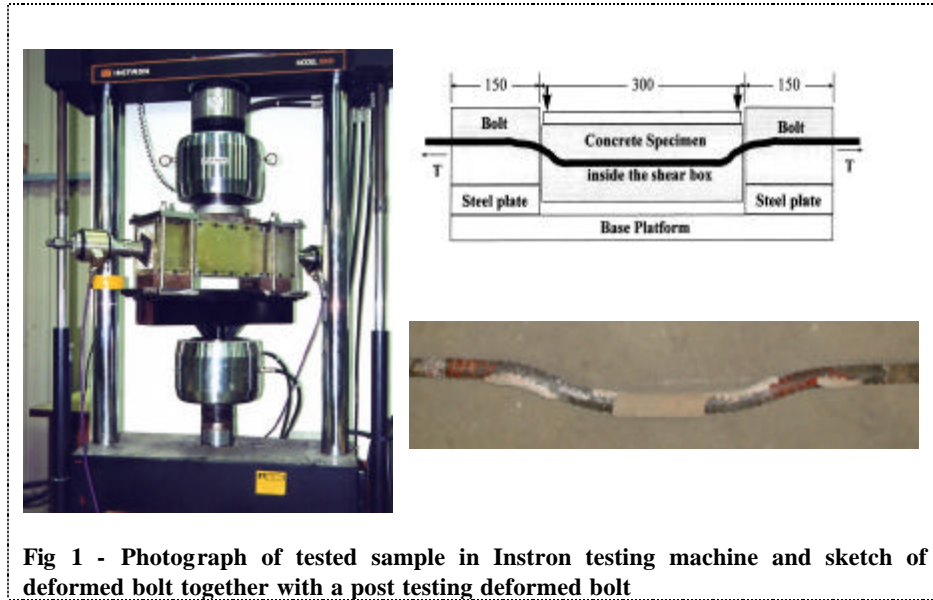 INSTRON
150 300 150
Bolt Bolt
Concrete Specimen
T inside the shear box T
Steel plate Steel plate
Base Platform
Fig 1 - Photograph of tested sample in Instron testing machine and sketch of
deformed bolt together with a post testing deformed bolt